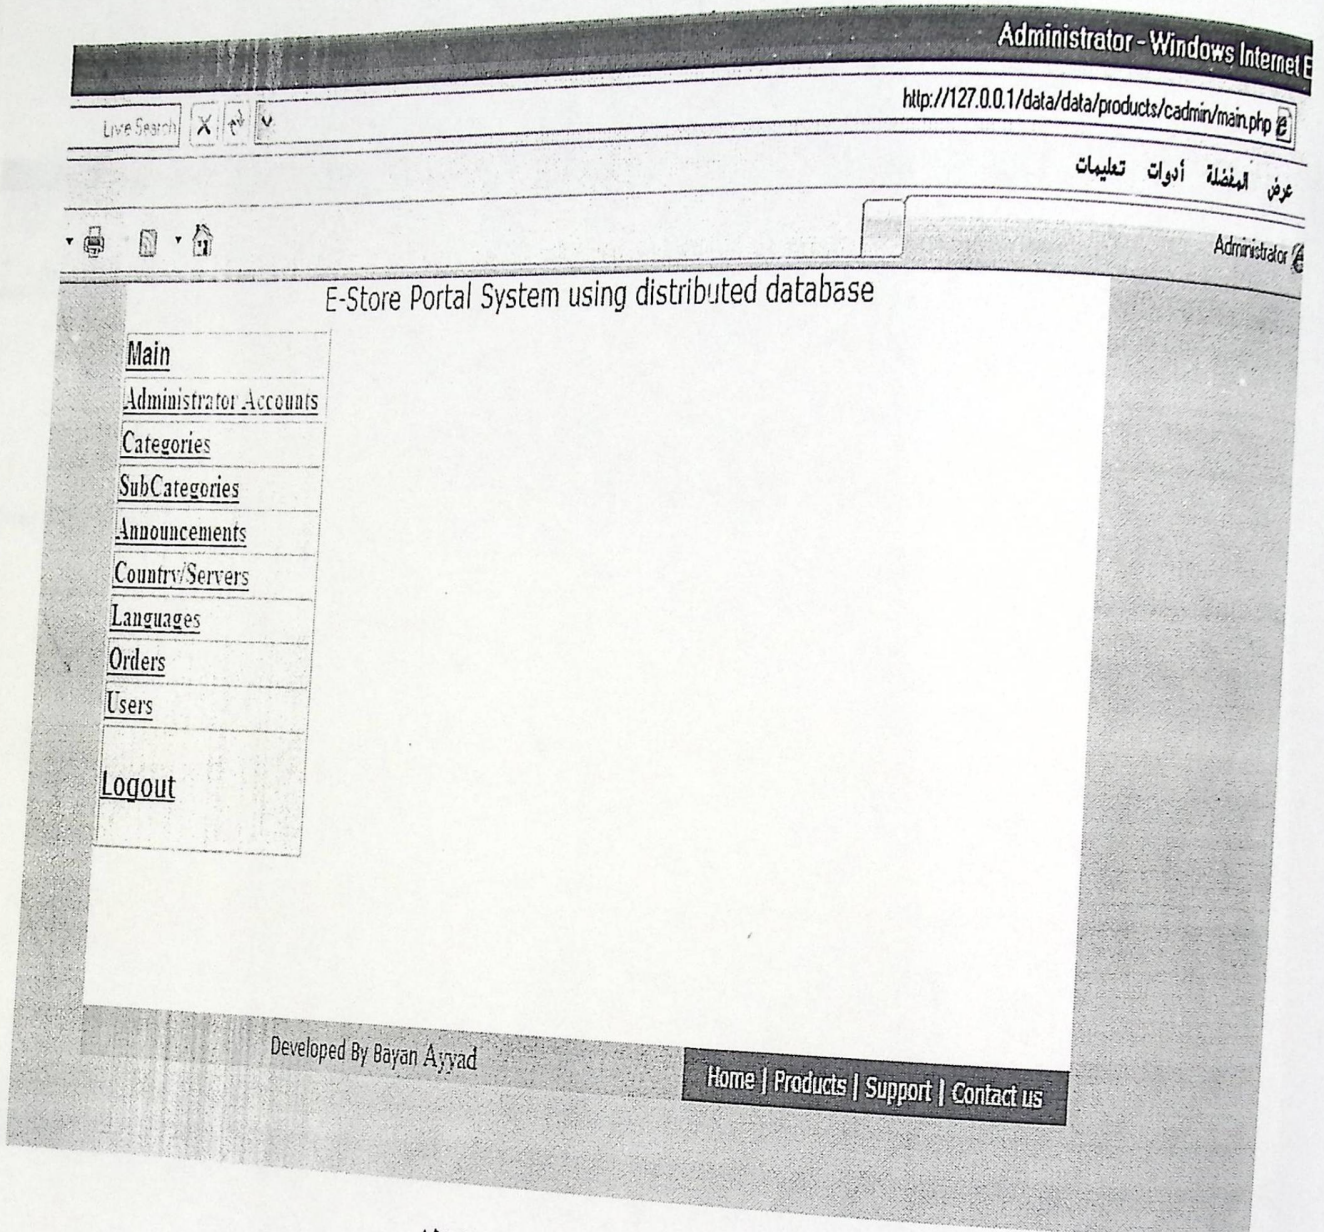 Administrator - Windows Internet E
http://127.0.0.1/data/data/products/cadmin/main.php
Live Search
عرض المفضلة أدوات تعليمات
Administrator
E-Store Portal System using distributed database
Main
Administrator Accounts
Categories
SubCategories
Announcements
Country/Servers
Languages
Orders
Users
Logout
Developed By Bayan Ayyad
Home | Products | Support | Contact us